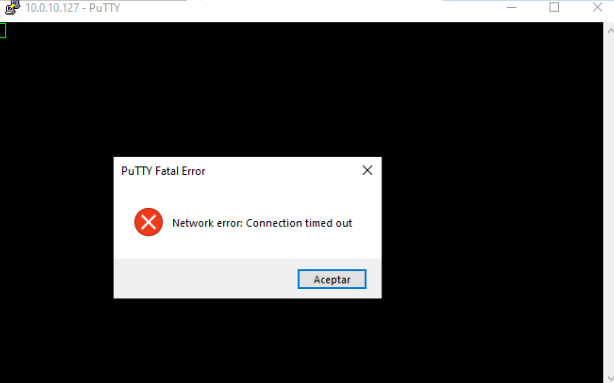 10.0.10.127 - PuTTY
PuTTY Fatal Error
Network error: Connection timed out
Aceptar